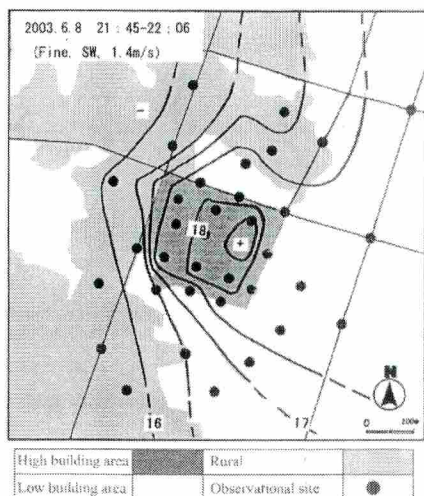 2003.6.8 21:45-22:06
(Fine, SW, 1.4m/s)
-
18
+
N
16
17
0 200m
High building area
Rural
Low building area
Observational site